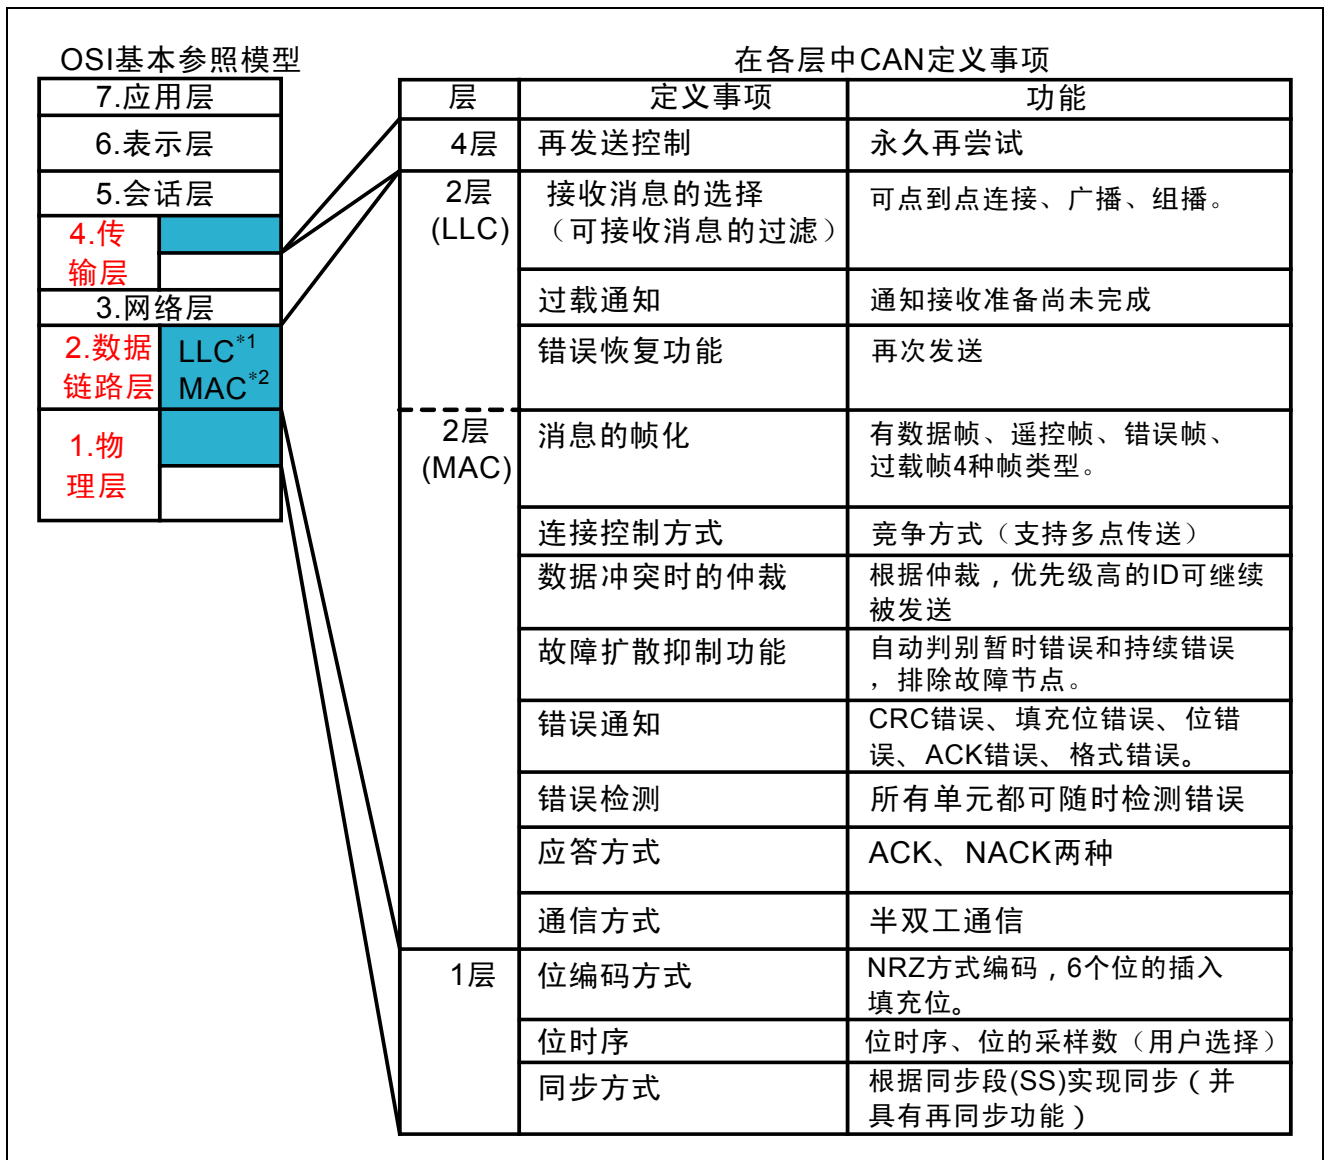 OSI基本参照模型
在各层中CAN定义事项
7.应用层
6.表示层
5.会话层
4.传
输层
3.网络层
2.数据
链路层
LLC*1
MAC*2
1.物
理层
层 定义事项 功能
4层 再发送控制 永久再尝试
2层
(LLC)
接收消息的选择
（可接收消息的过滤）
可点到点连接、广播、组播。
过载通知 通知接收准备尚未完成
错误恢复功能 再次发送
2层
(MAC)
消息的帧化
有数据帧、遥控帧、错误帧、
过载帧4种帧类型。
连接控制方式 竞争方式（支持多点传送）
数据冲突时的仲裁
根据仲裁，优先级高的ID可继续
被发送
故障扩散抑制功能
自动判别暂时错误和持续错误
，排除故障节点。
错误通知
CRC错误、填充位错误、位错
误、ACK错误、格式错误。
错误检测 所有单元都可随时检测错误
应答方式 ACK、NACK两种
通信方式 半双工通信
1层
位编码方式
NRZ方式编码，6个位的插入
填充位。
位时序 位时序、位的采样数（用户选择）
同步方式
根据同步段(SS)实现同步（并
具有再同步功能）